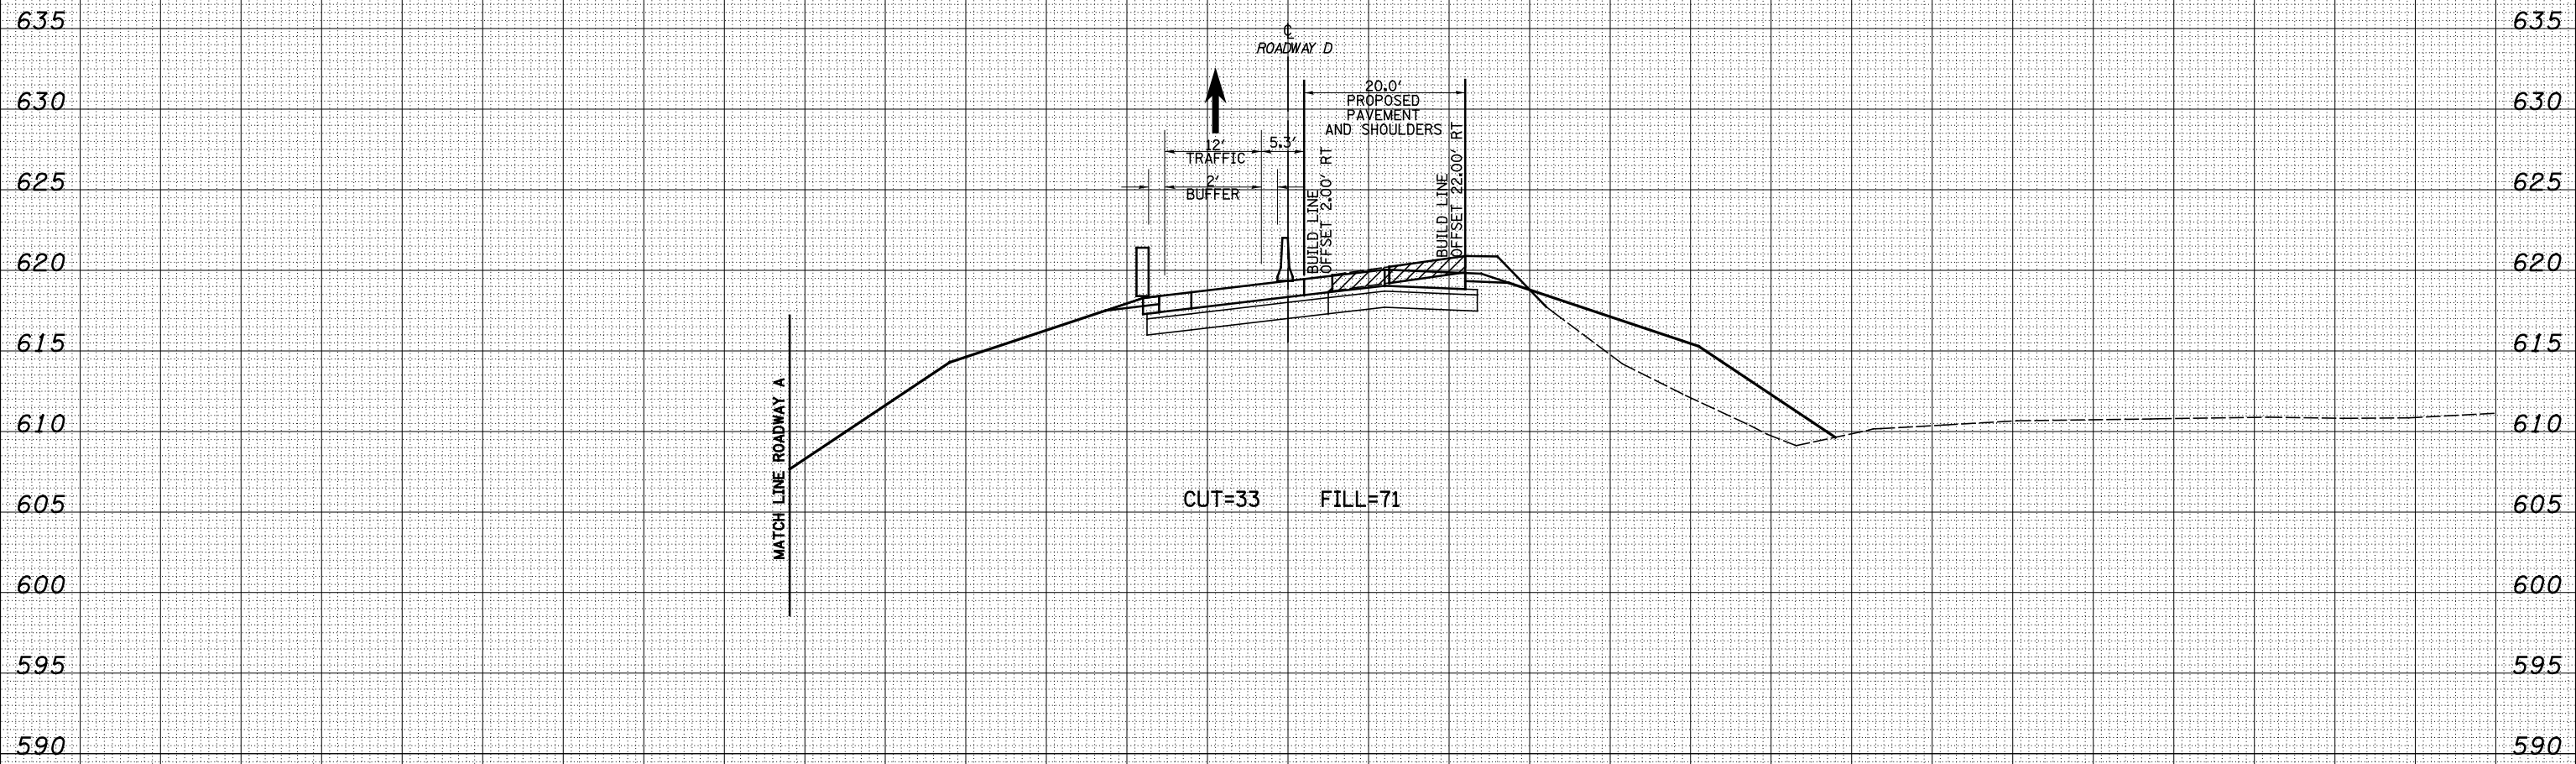 635
635
℄
ROADWAY D
630
630
20.0'
PROPOSED
PAVEMENT
AND SHOULDERS
12'
TRAFFIC
5.3'
625
625
2'
BUFFER
BUILD LINE
OFFSET 2.00' RT
BUILD LINE
OFFSET 22.00' RT
620
620
615
615
MATCH LINE ROADWAY A
610
610
CUT=33
FILL=71
605
605
600
600
595
595
590
590